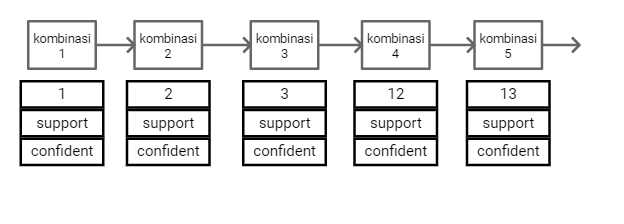 kombinasi
1
kombinasi
2
kombinasi
3
kombinasi
4
kombinasi
5
1
2
3
12
13
support
support
support
support
support
confident
confident
confident
confident
confident